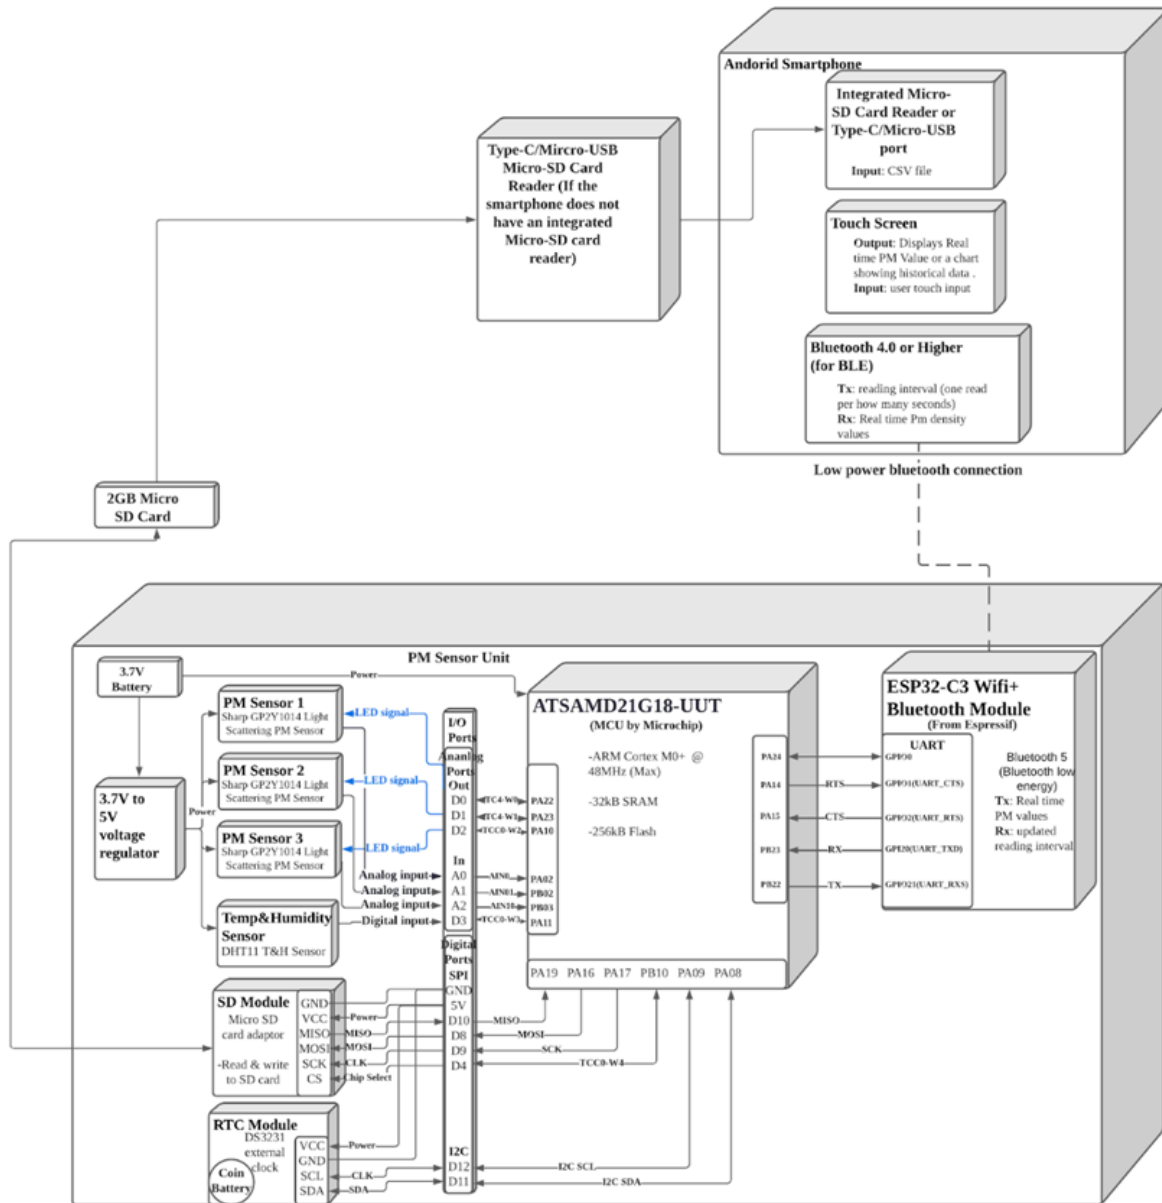 Andorid Smartphone
Integrated Micro-
SD Card Reader or
Type-C/Micro-USB
port
Input: CSV file
Type-C/Mircro-USB
Micro-SD Card
Reader (If the
smartphone does not
have an integrated
Micro-SD card
reader)
Touch Screen
Output: Displays Real
time PM Value or a chart
showing historical data .
Input: user touch input
Bluetooth 4.0 or Higher
(for BLE)
Tx: reading interval (one read
per how many seconds)
Rx: Real time Pm density
values
Low power bluetooth connection
2GB Micro
SD Card
PM Sensor Unit
3.7V
Battery
Power
3.7V to
5V
voltage
regulator
Power
PM Sensor 1
Sharp GP2Y1014 Light
Scattering PM Sensor
PM Sensor 2
Sharp GP2Y1014 Light
Scattering PM Sensor
PM Sensor 3
Sharp GP2Y1014 Light
Scattering PM Sensor
Temp&Humidity
Sensor
DHT11 T&H Sensor
LED signal
LED signal
LED signal
Analog input
Analog input
Analog input
Digital input
I/O
Ports
Ananlog
Ports
Out
D0
D1
D2
In
A0
A1
A2
D3
Digital
Ports
SPI
GND
5V
D10
D8
D9
D4
I2C
D12
D11
TC4-W0
TC4-W1
TCC0-W2
AIN0
AIN01
AIN10
TCC0-W3
ATSAMD21G18-UUT
(MCU by Microchip)
-ARM Cortex M0+ @
48MHz (Max)
-32kB SRAM
-256kB Flash
PA22
PA23
PA10
PA02
PB02
PB03
PA11
PA24
PA14
PA15
PB23
PB22
PA19 PA16 PA17 PB10 PA09 PA08
RTS
CTS
RX
TX
ESP32-C3 Wifi+
Bluetooth Module
(From Espressif)
UART
GPIO0
GPIO1(UART_CTS)
GPIO2(UART_RTS)
GPI20(UART_TXD)
GPIO21(UART_RXS)
Bluetooth 5
(Bluetooth low
energy)
Tx: Real time
PM values
Rx: updated
reading interval
SD Module
Micro SD
card adaptor
-Read & write
to SD card
GND
VCC
MISO
MOSI
SCK
CS
Power
MISO
MOSI
CLK
Chip Select
MISO
MOSI
SCK
TCC0-W4
RTC Module
DS3231
external
clock
Coin
Battery
VCC
GND
SCL
SDA
Power
CLK
SDA
I2C SCL
I2C SDA